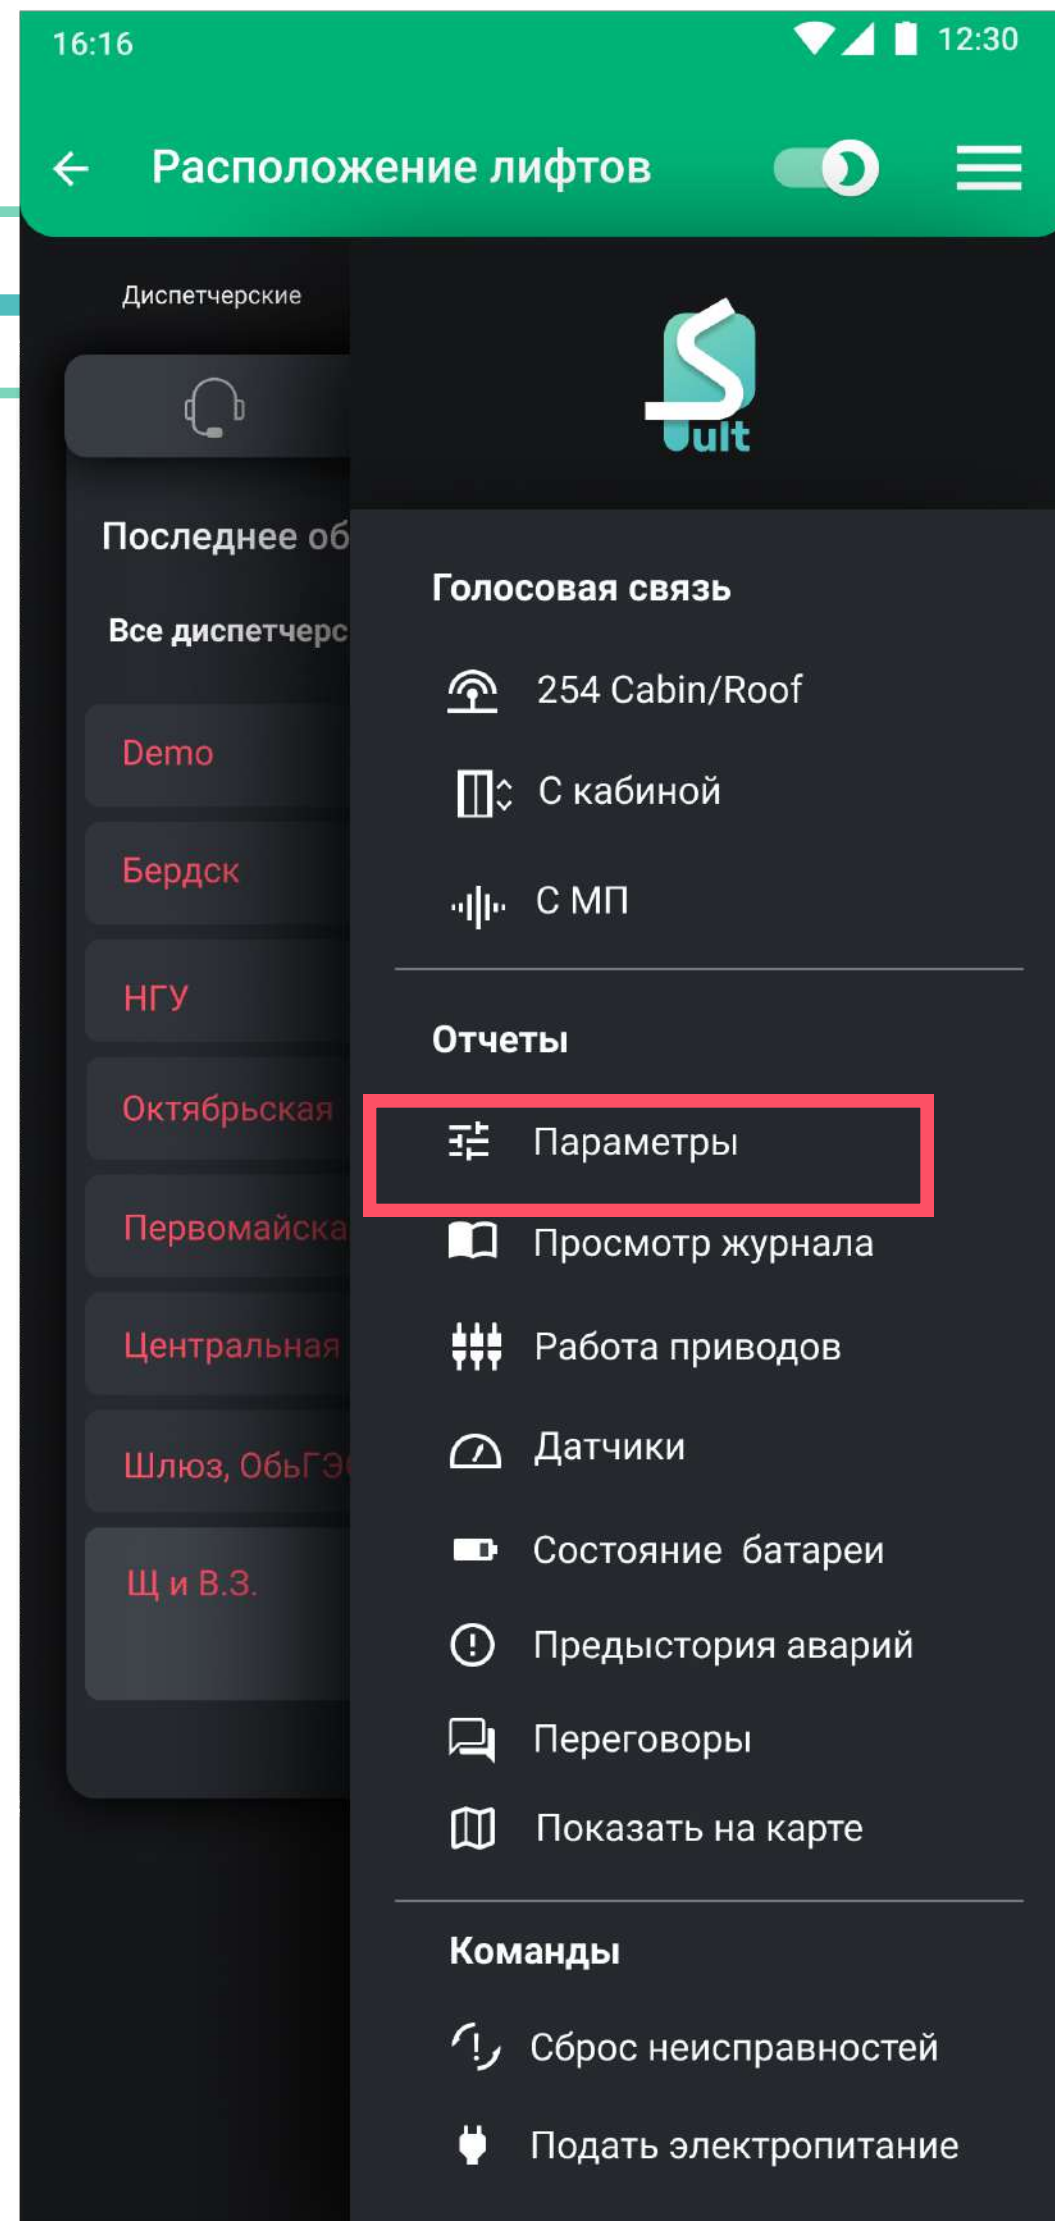 16:16
12:30
Расположение лифтов
Диспетчерские
Sult
Последнее об
Все диспетчерс
Demo
Бердск
НГУ
Октябрьская
Первомайска
Центральная
Шлюз, ОбьГЭ
Щ и В.З.
Голосовая связь
254 Cabin/Roof
С кабиной
С МП
Отчеты
Параметры
Просмотр журнала
Работа приводов
Датчики
Состояние батареи
Предыстория аварий
Переговоры
Показать на карте
Команды
Сброс неисправностей
Подать электропитание